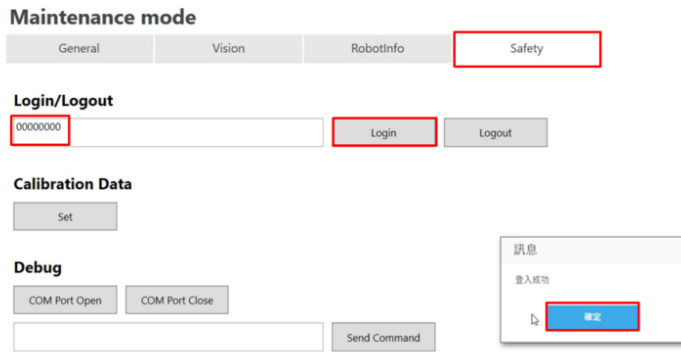 Maintenance mode
General Vision RobotInfo Safety
Login/Logout
00000000
Login Logout
Calibration Data
Set
訊息
登入成功
確定
Debug
COM Port Open COM Port Close
Send Command